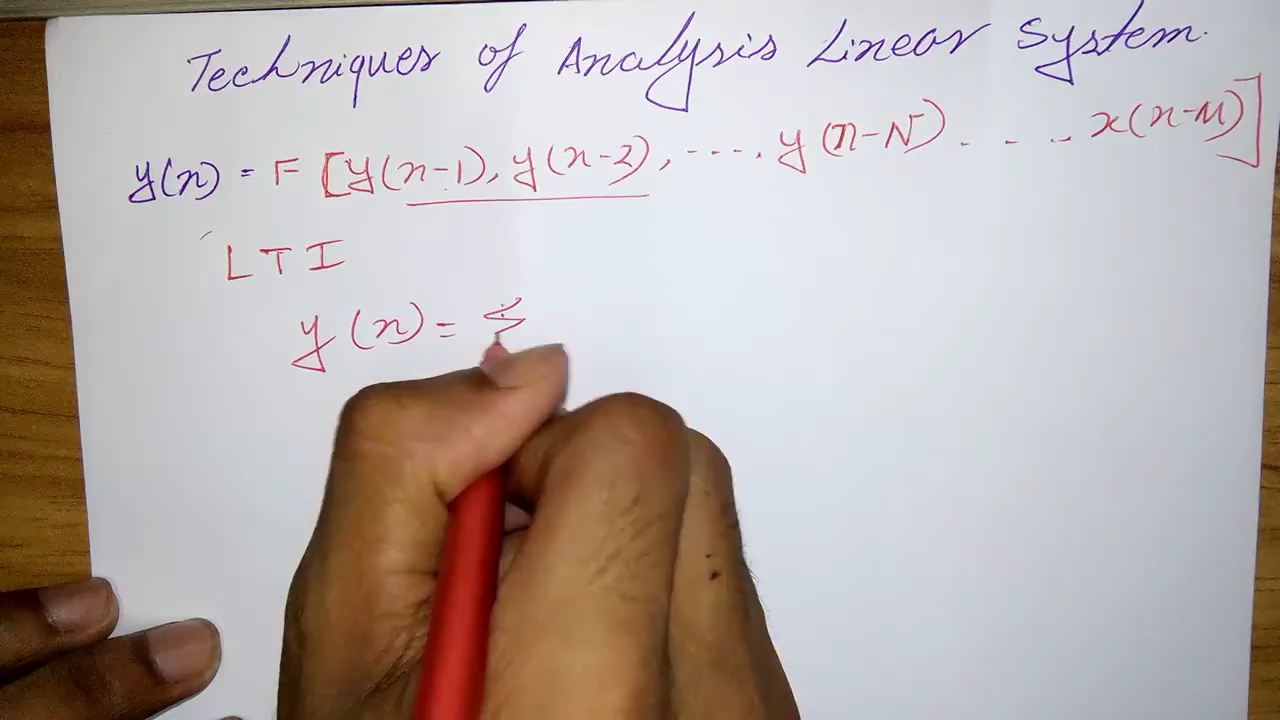 Techniques of Analysis Linear System.
y(n) = F [y(n-1), y(n-2), ---.. y(n-N) . . .. x(n-M)]
LTI
y(n) = Σ